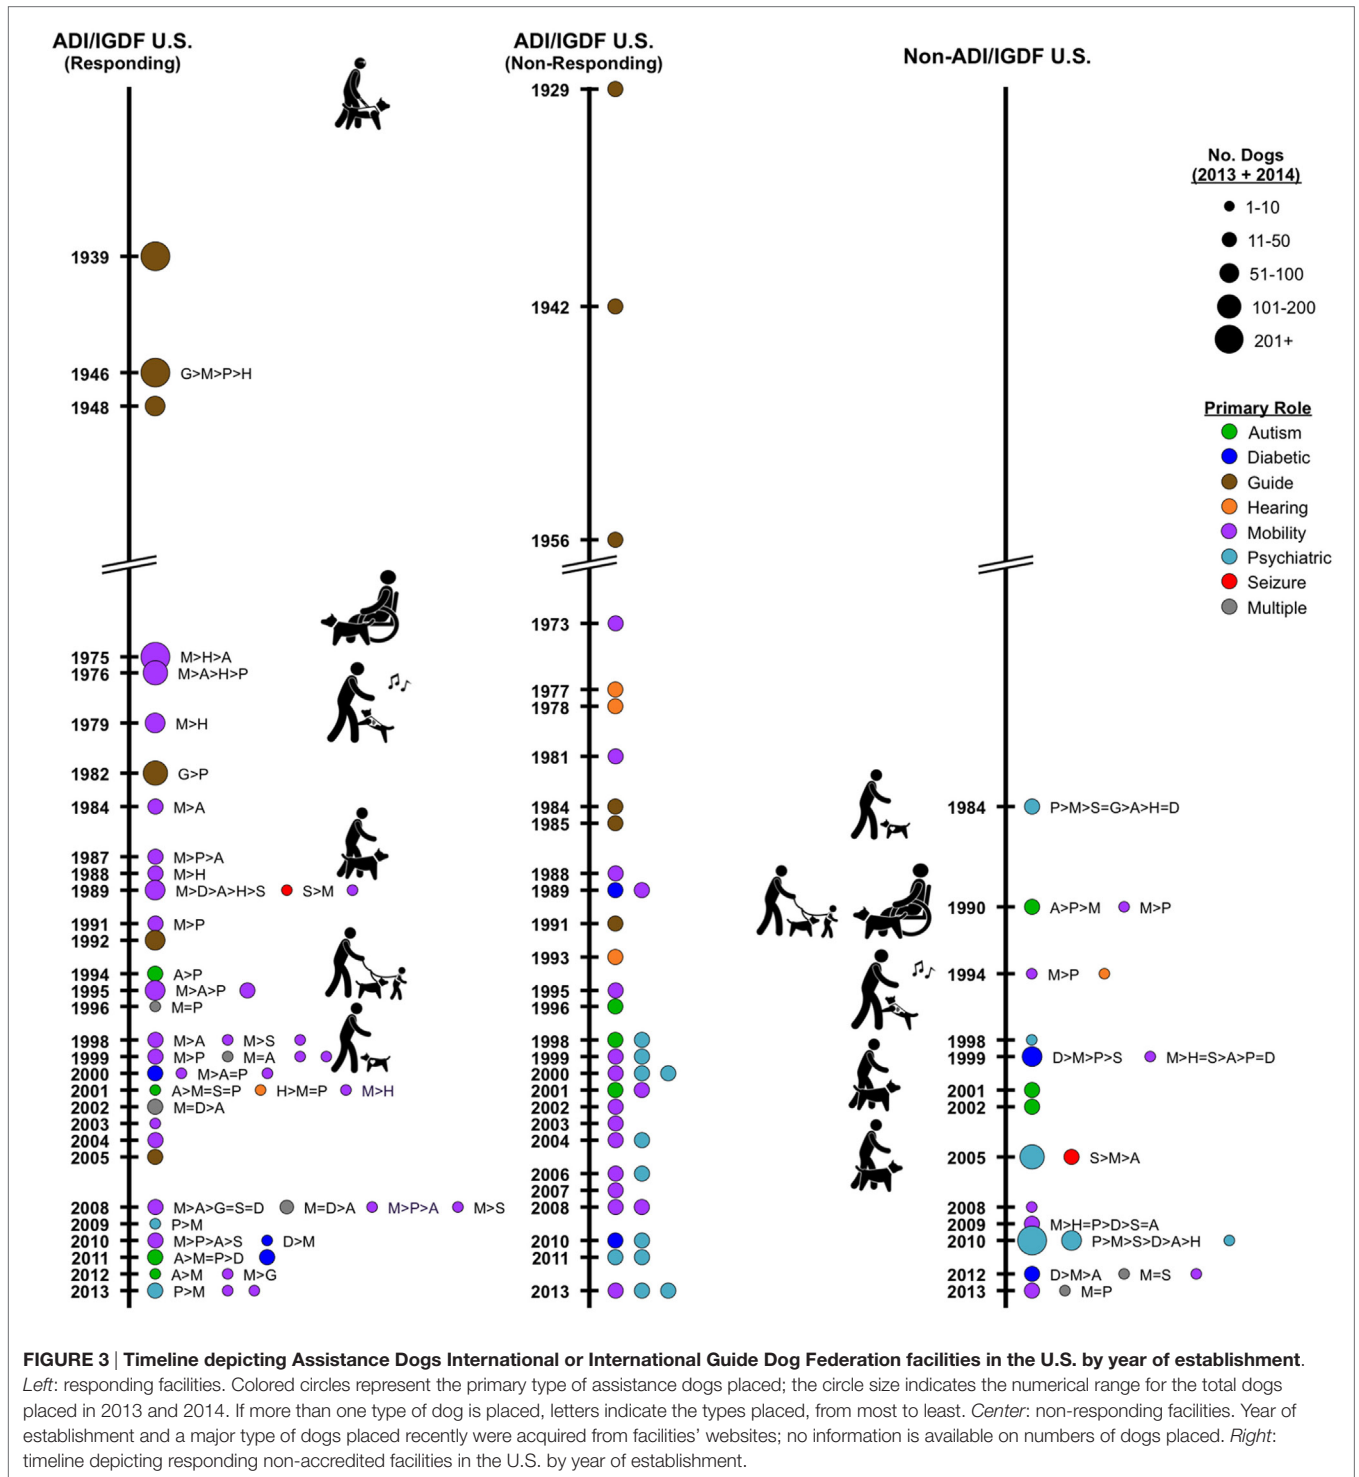 ADI/IGDF U.S.
(Responding)
1939
1946 G>M>P>H
1948
1975 M>H>A
1976 M>A>H>P
1979 M>H
1982 G>P
1984 M>A
1987 M>P>A
1988 M>H
1989 M>D>A>H>S S>M
1991 M>P
1992
1994 A>P
1995 M>A>P
1996 M=P
1998 M>A M>S
1999 M>P M=A
2000 M>A=P
2001 A>M=S=P H>M=P M>H
2002 M=D>A
2003
2004
2005
2008 M>A>G=S=D M=D>A M>P>A M>S
2009 P>M
2010 M>P>A>S D>M
2011 A>M=P>D
2012 A>M M>G
2013 P>M
ADI/IGDF U.S.
(Non-Responding)
1929
1942
1956
1973
1977
1978
1981
1984
1985
1988
1989
1991
1993
1995
1996
1998
1999
2000
2001
2002
2003
2004
2006
2007
2008
2010
2011
2013
Non-ADI/IGDF U.S.
1984 P>M>S=G>A>H=D
1990 A>P>M M>P
1994 M>P
1998
1999 D>M>P>S M>H=S>A>P=D
2001
2002
2005 S>M>A
2008
2009 M>H=P>D>S=A
2010 P>M>S>D>A>H
2012 D>M>A M=S
2013 M=P
No. Dogs
(2013 + 2014)
1-10
11-50
51-100
101-200
201+
Primary Role
Autism
Diabetic
Guide
Hearing
Mobility
Psychiatric
Seizure
Multiple
FIGURE 3 | Timeline depicting Assistance Dogs International or International Guide Dog Federation facilities in the U.S. by year of establishment.
Left: responding facilities. Colored circles represent the primary type of assistance dogs placed; the circle size indicates the numerical range for the total dogs
placed in 2013 and 2014. If more than one type of dog is placed, letters indicate the types placed, from most to least. Center: non-responding facilities. Year of
establishment and a major type of dogs placed recently were acquired from facilities' websites; no information is available on numbers of dogs placed. Right:
timeline depicting responding non-accredited facilities in the U.S. by year of establishment.